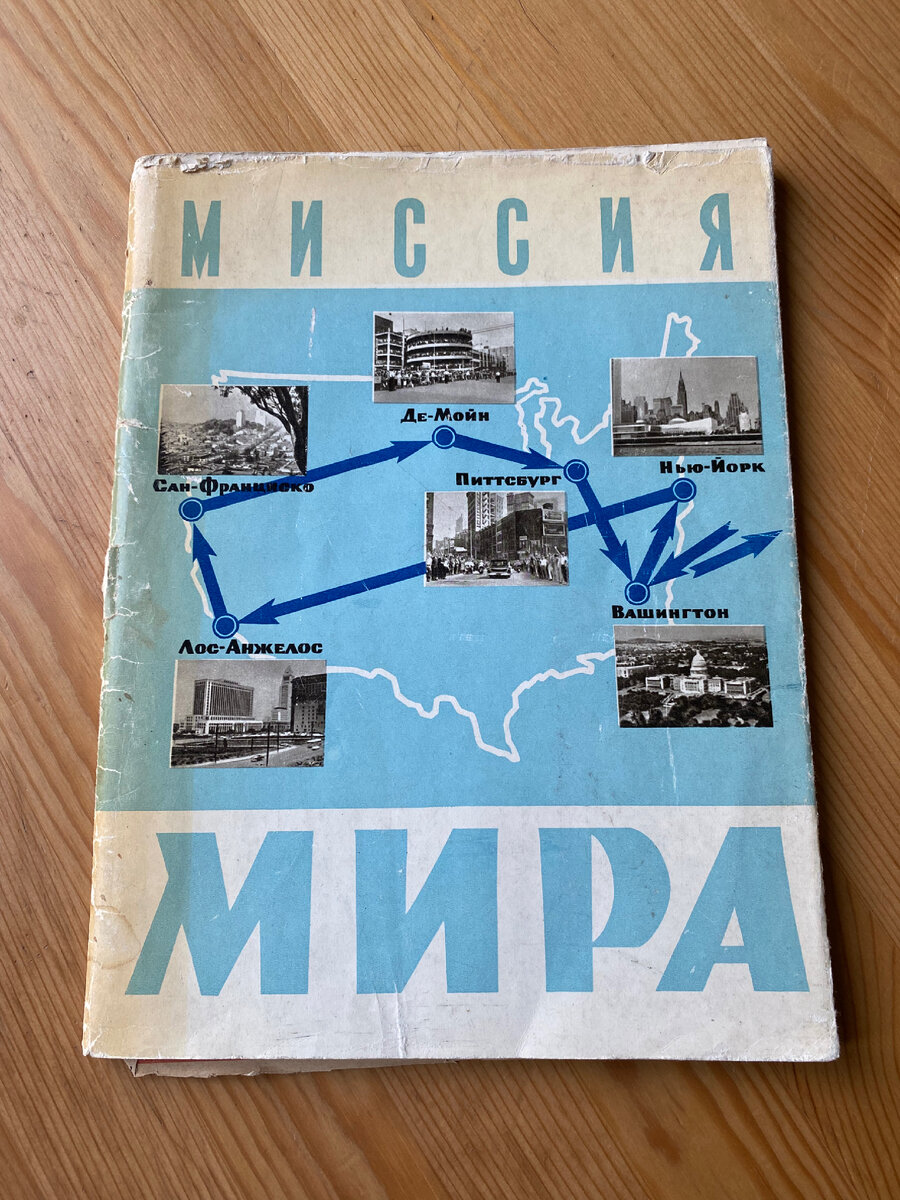 МИССИЯ
Де-Мойн
Сан-Франциско
Питтсбург
Нью-Йорк
Вашингтон
Лос-Анжелос
МИРА